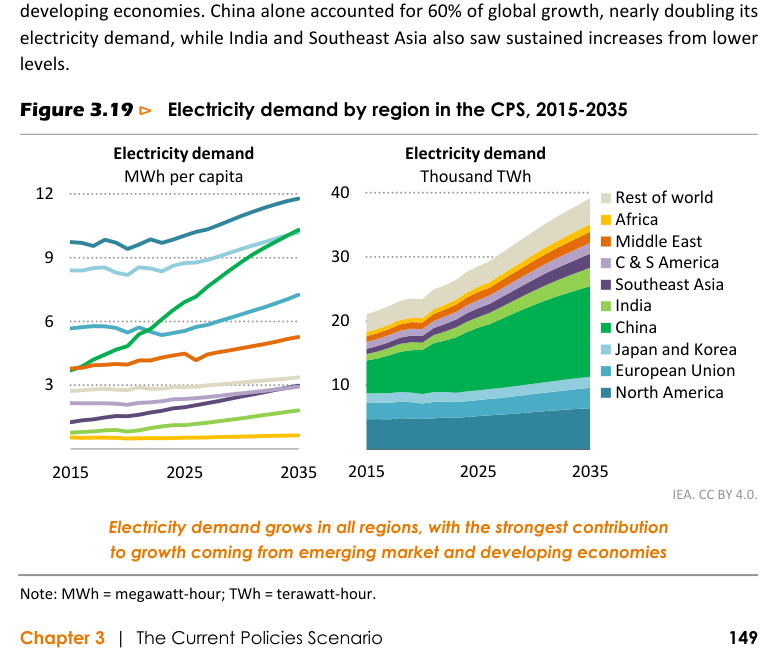 developing economies. China alone accounted for 60% of global growth, nearly doubling its
electricity demand, while India and Southeast Asia also saw sustained increases from lower
levels.
Figure 3.19 ▷ Electricity demand by region in the CPS, 2015-2035
Electricity demand
MWh per capita
12
9
6
3
2015
2025
2035
Electricity demand
Thousand TWh
40
30
20
10
2015
2025
2035
Rest of world
Africa
Middle East
C & S America
Southeast Asia
India
China
Japan and Korea
European Union
North America
IEA. CC BY 4.0.
Electricity demand grows in all regions, with the strongest contribution
to growth coming from emerging market and developing economies
Note: MWh = megawatt-hour; TWh = terawatt-hour.
Chapter 3 | The Current Policies Scenario 149